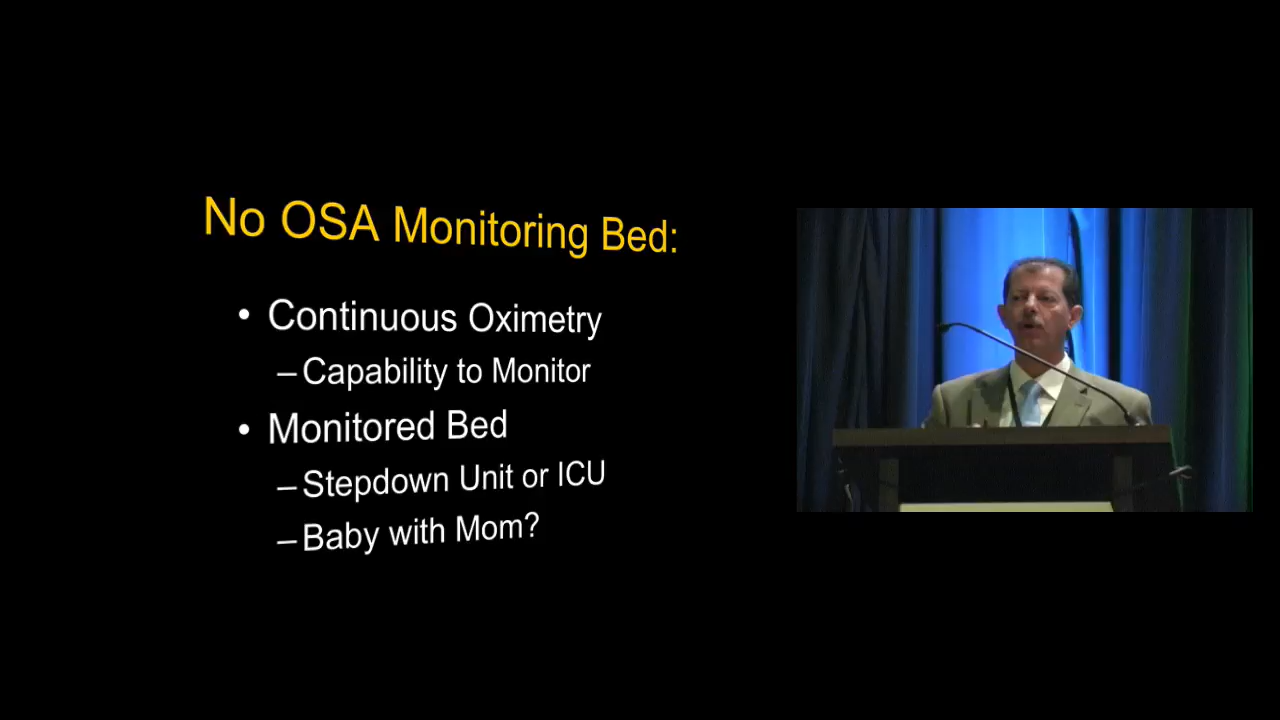 No OSA Monitoring Bed:
• Continuous Oximetry
–Capability to Monitor
• Monitored Bed
–Stepdown Unit or ICU
–Baby with Mom?